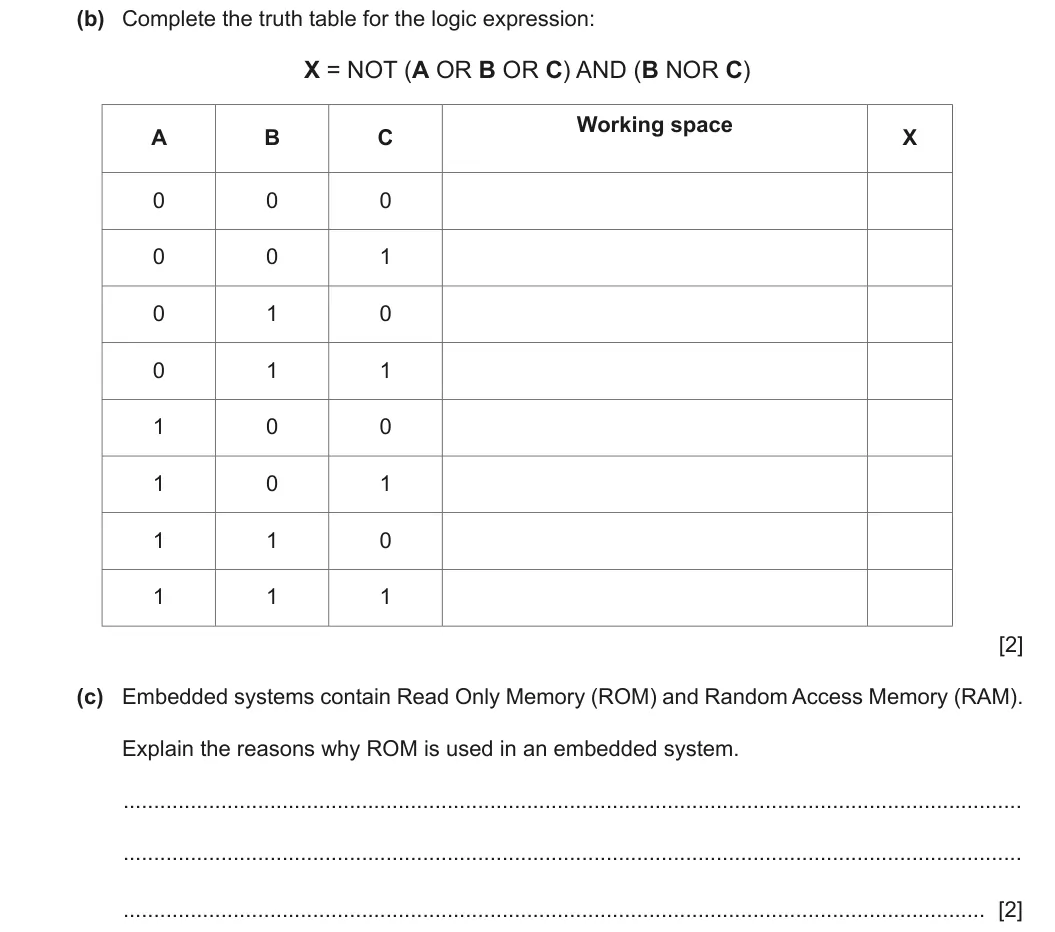 (b) Complete the truth table for the logic expression:
X = NOT (A OR B OR C) AND (B NOR C)
A B C Working space X
0 0 0
0 0 1
0 1 0
0 1 1
1 0 0
1 0 1
1 1 0
1 1 1
[2]
(c) Embedded systems contain Read Only Memory (ROM) and Random Access Memory (RAM).
Explain the reasons why ROM is used in an embedded system.
[2]